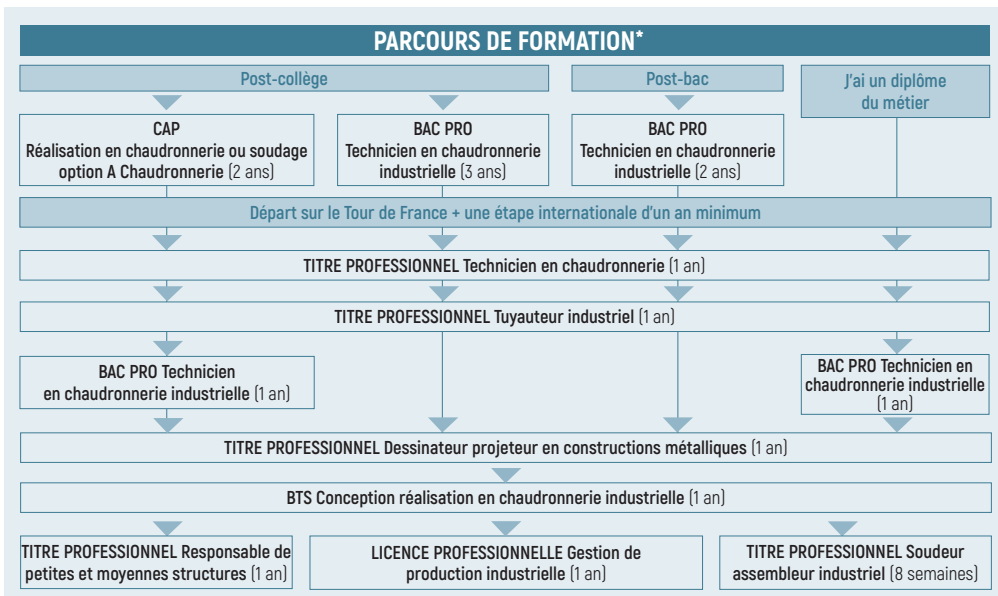 PARCOURS DE FORMATION*
Post-collège
Post-bac
J'ai un diplôme
du métier
CAP
Réalisation en chaudronnerie ou soudage
option A Chaudronnerie (2 ans)
BAC PRO
Technicien en chaudronnerie
industrielle (3 ans)
BAC PRO
Technicien en chaudronnerie
industrielle (2 ans)
Départ sur le Tour de France + une étape internationale d'un an minimum
TITRE PROFESSIONNEL Technicien en chaudronnerie (1 an)
TITRE PROFESSIONNEL Tuyauteur industriel (1 an)
BAC PRO Technicien
en chaudronnerie industrielle (1 an)
BAC PRO Technicien en
chaudronnerie industrielle
(1 an)
TITRE PROFESSIONNEL Dessinateur projeteur en constructions métalliques (1 an)
BTS Conception réalisation en chaudronnerie industrielle (1 an)
TITRE PROFESSIONNEL Responsable de
petites et moyennes structures (1 an)
LICENCE PROFESSIONNELLE Gestion de
production industrielle (1 an)
TITRE PROFESSIONNEL Soudeur
assembleur industriel (8 semaines)